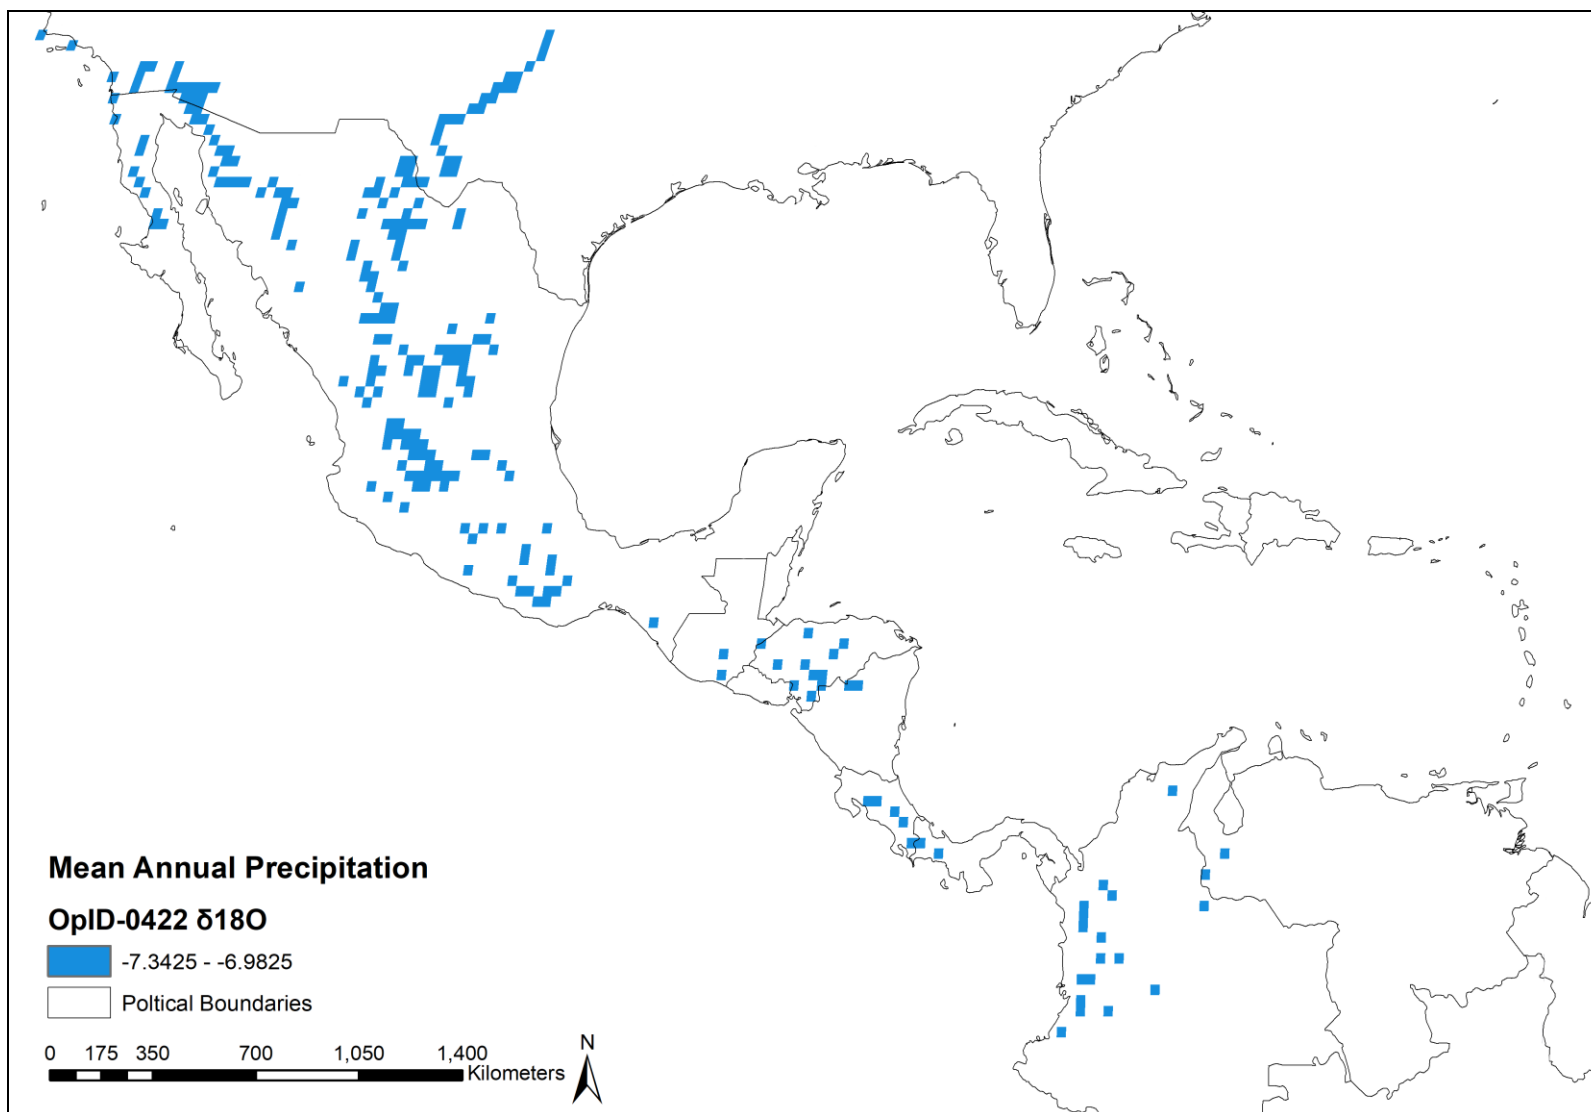 Mean Annual Precipitation
OpID-0422 δ18O
-7.3425 - -6.9825
Poltical Boundaries
0 175 350 700 1,050 1,400
Kilometers
N